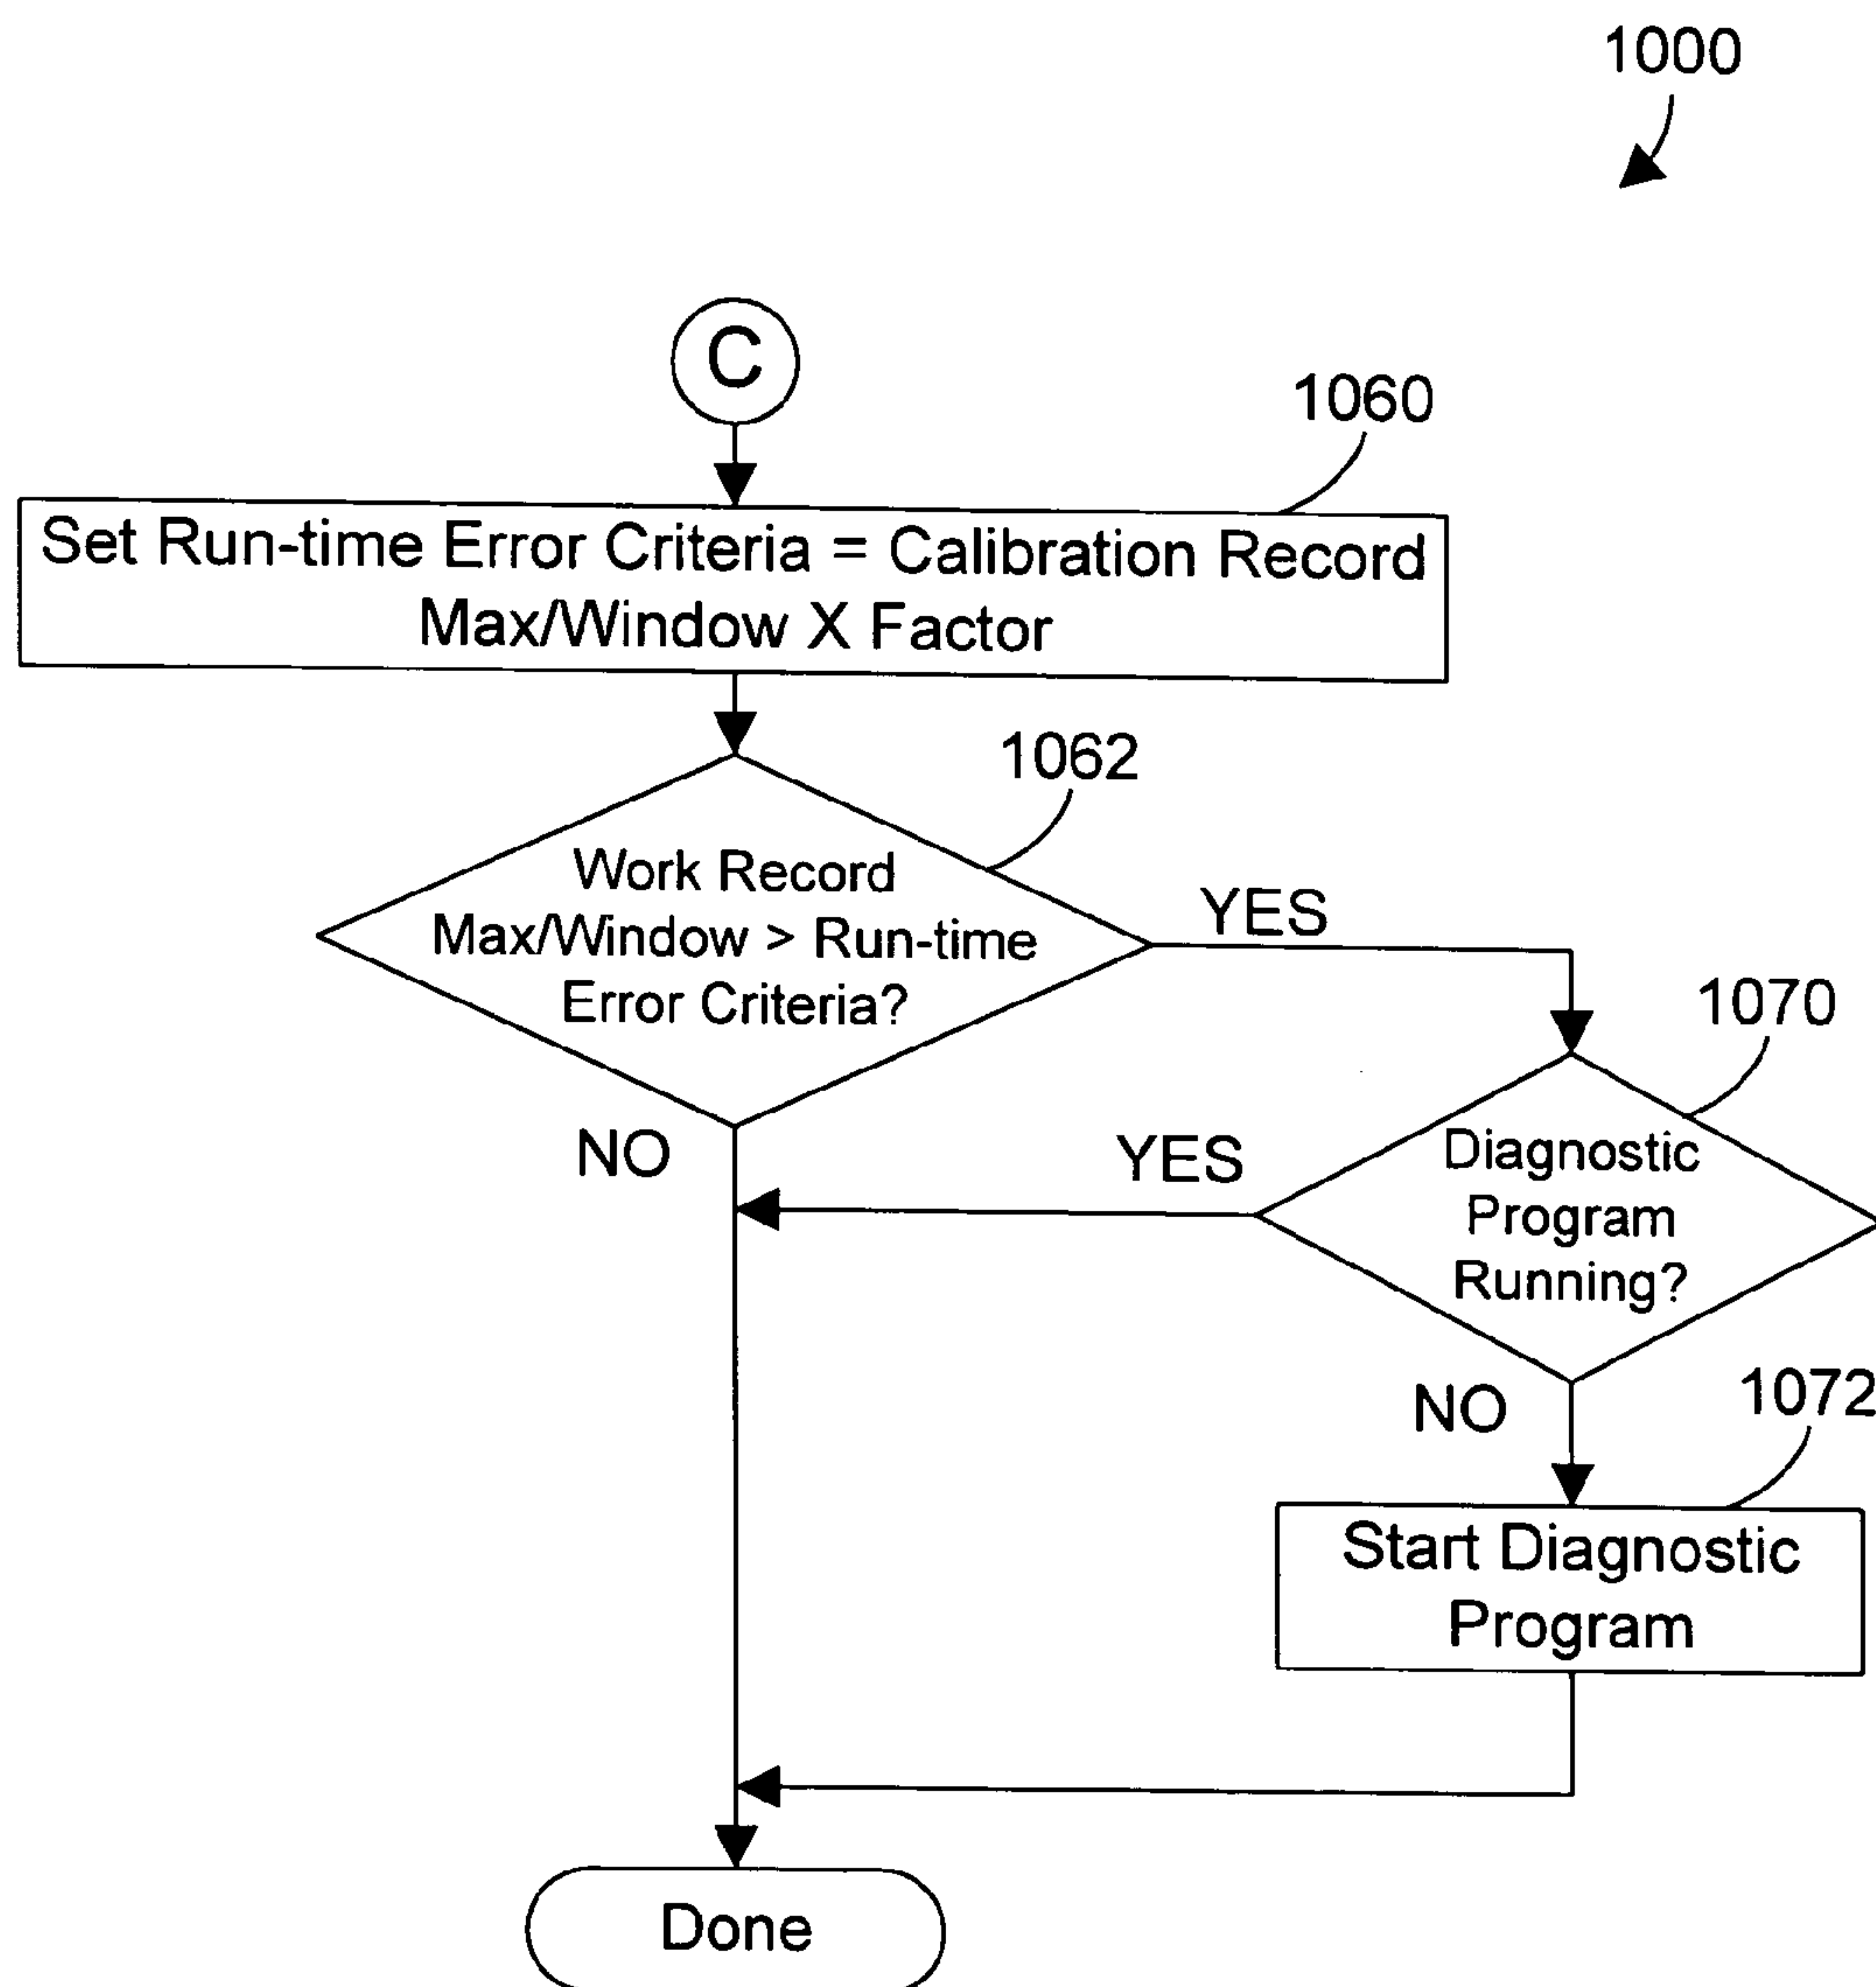 1000
C
1060
Set Run-time Error Criteria = Calibration Record
Max/Window X Factor
1062
Work Record
Max/Window > Run-time
Error Criteria?
YES
1070
NO
YES
Diagnostic
Program
Running?
NO
1072
Start Diagnostic
Program
Done